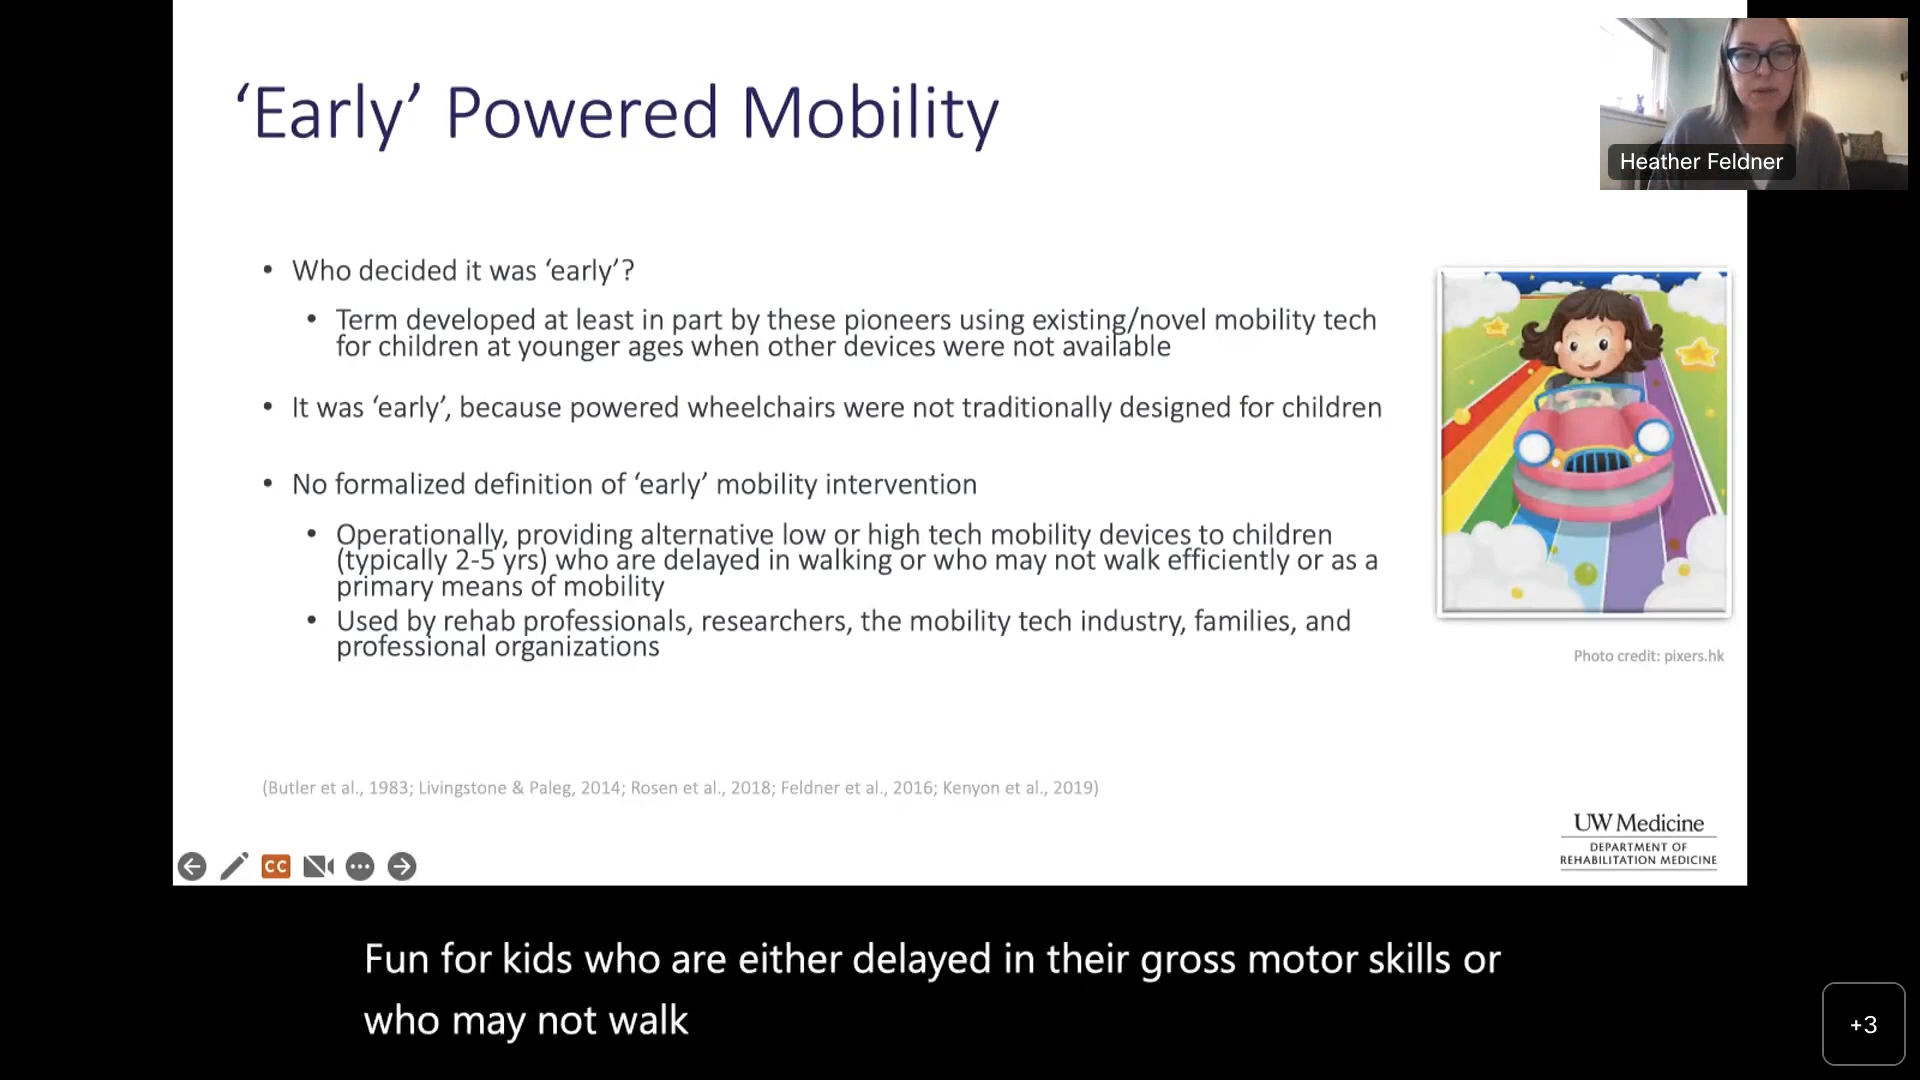 ‘Early’ Powered Mobility
Heather Feldner
• Who decided it was ‘early’?
• Term developed at least in part by these pioneers using existing/novel mobility tech
for children at younger ages when other devices were not available
• It was ‘early’, because powered wheelchairs were not traditionally designed for children
• No formalized definition of ‘early’ mobility intervention
• Operationally, providing alternative low or high tech mobility devices to children
(typically 2-5 yrs) who are delayed in walking or who may not walk efficiently or as a
primary means of mobility
• Used by rehab professionals, researchers, the mobility tech industry, families, and
professional organizations
Photo credit: pixers.hk
(Butler et al., 1983; Livingstone & Paleg, 2014; Rosen et al., 2018; Feldner et al., 2016; Kenyon et al., 2019)
UW Medicine
DEPARTMENT OF
REHABILITATION MEDICINE
CC
Fun for kids who are either delayed in their gross motor skills or
who may not walk
+3